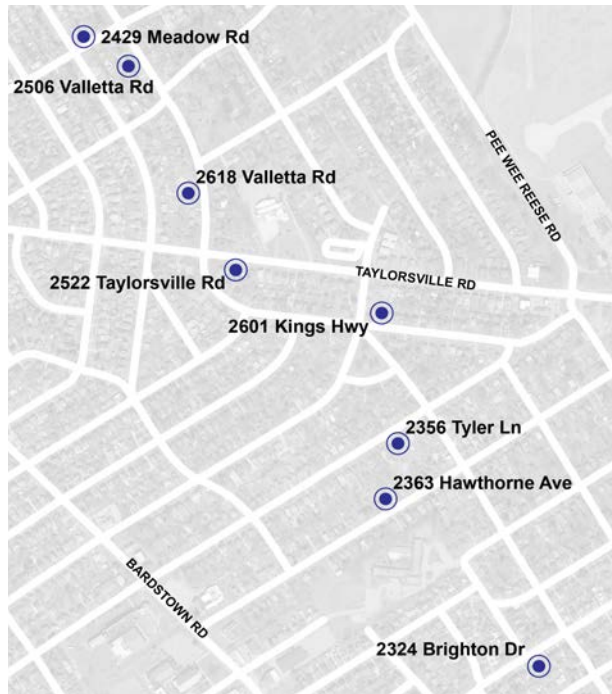 2429 Meadow Rd
2506 Valletta Rd
PEE WEE REESE RD
2618 Valletta Rd
2522 Taylorsville Rd
TAYLORSVILLE RD
2601 Kings Hwy
2356 Tyler Ln
2363 Hawthorne Ave
BARDSTOWN RD
2324 Brighton Dr